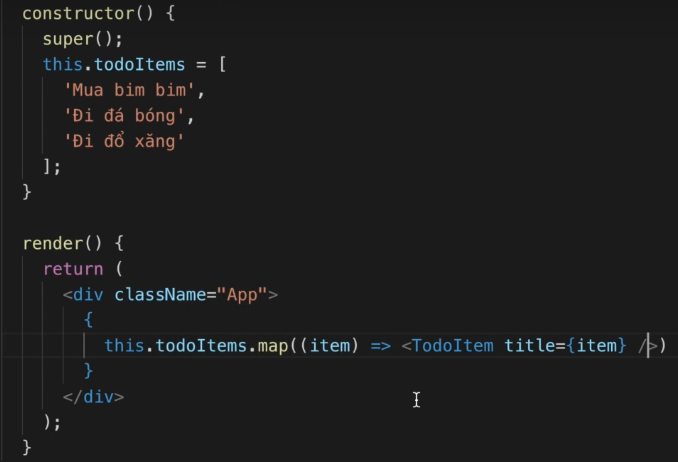 constructor() {
super();
this.todoItems = [
'Mua bim bim',
'Đi đá bóng',
'Đi đổ xăng'
];
}
render() {
return (
<div className="App">
{
this.todoItems.map((item) => <TodoItem title={item} />)
}
</div>
);
}